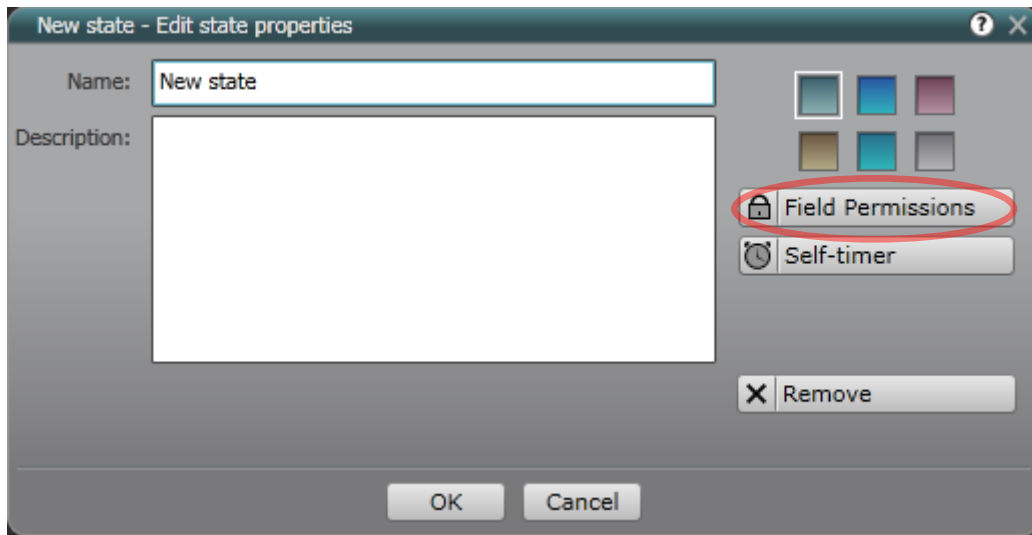 New state - Edit state properties
?
Name:
New state
Description:
Field Permissions
Self-timer
Remove
OK
Cancel